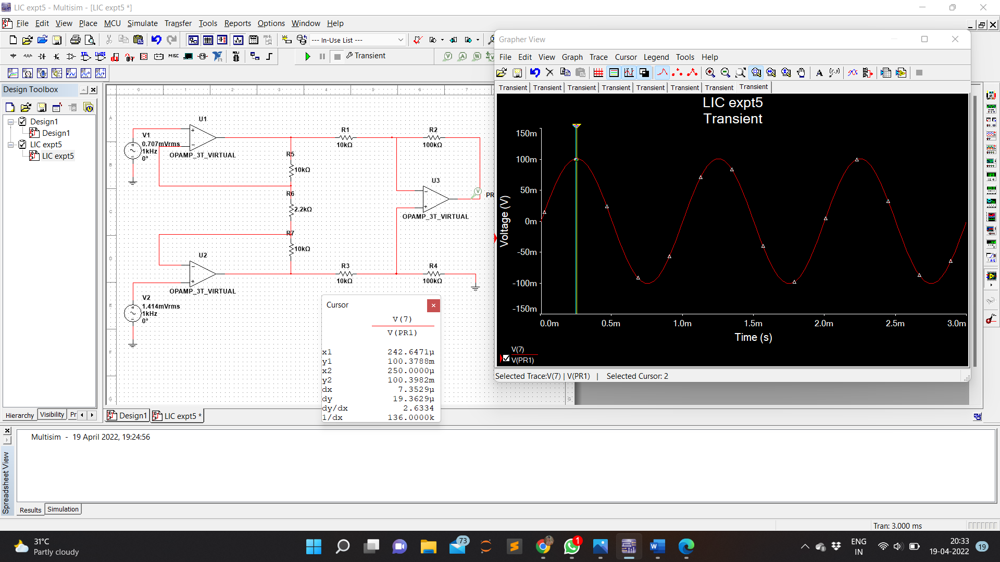 LIC expt5 - Multisim - [LIC expt5 *]
File Edit View Place MCU Simulate Transfer Tools Reports Options Window Help
--- In-Use List ---
MISC
Transient
Design Toolbox
Design1
Design1
LIC expt5
LIC expt5
Hierarchy Visibility Pr
0 1 2 3 4 5 6 7
A
B
C
D
E
F
G
G
U1
V1
0.707mVrms
1kHz
0°
OPAMP_3T_VIRTUAL
R1
10kΩ
R2
100kΩ
R5
10kΩ
R6
2.2kΩ
R7
10kΩ
U3
PR
OPAMP_3T_VIRTUAL
U2
OPAMP_3T_VIRTUAL
R3
10kΩ
R4
100kΩ
V2
1.414mVrms
1kHz
0°
Cursor
V(7)
V(PR1)
x1 242.6471µ
y1 100.3788m
x2 250.0000µ
y2 100.3982m
dx 7.3529µ
dy 19.3629µ
dy/dx 2.6334
1/dx 136.0000k
Design1 LIC expt5 *
Grapher View
File Edit View Graph Trace Cursor Legend Tools Help
Transient Transient Transient Transient Transient Transient Transient Transient
LIC expt5
Transient
Voltage (V)
150m
100m
50m
0m
-50m
-100m
-150m
0.0m 0.5m 1.0m 1.5m 2.0m 2.5m 3.0m
Time (s)
V(7)
V(PR1)
Selected Trace:V(7) | V(PR1) | Selected Cursor: 2
Spreadsheet View
Multisim - 19 April 2022, 19:24:56
Results Simulation
Tran: 3.000 ms
31°C
Partly cloudy
73
1
ENG
IN
20:33
19-04-2022
19